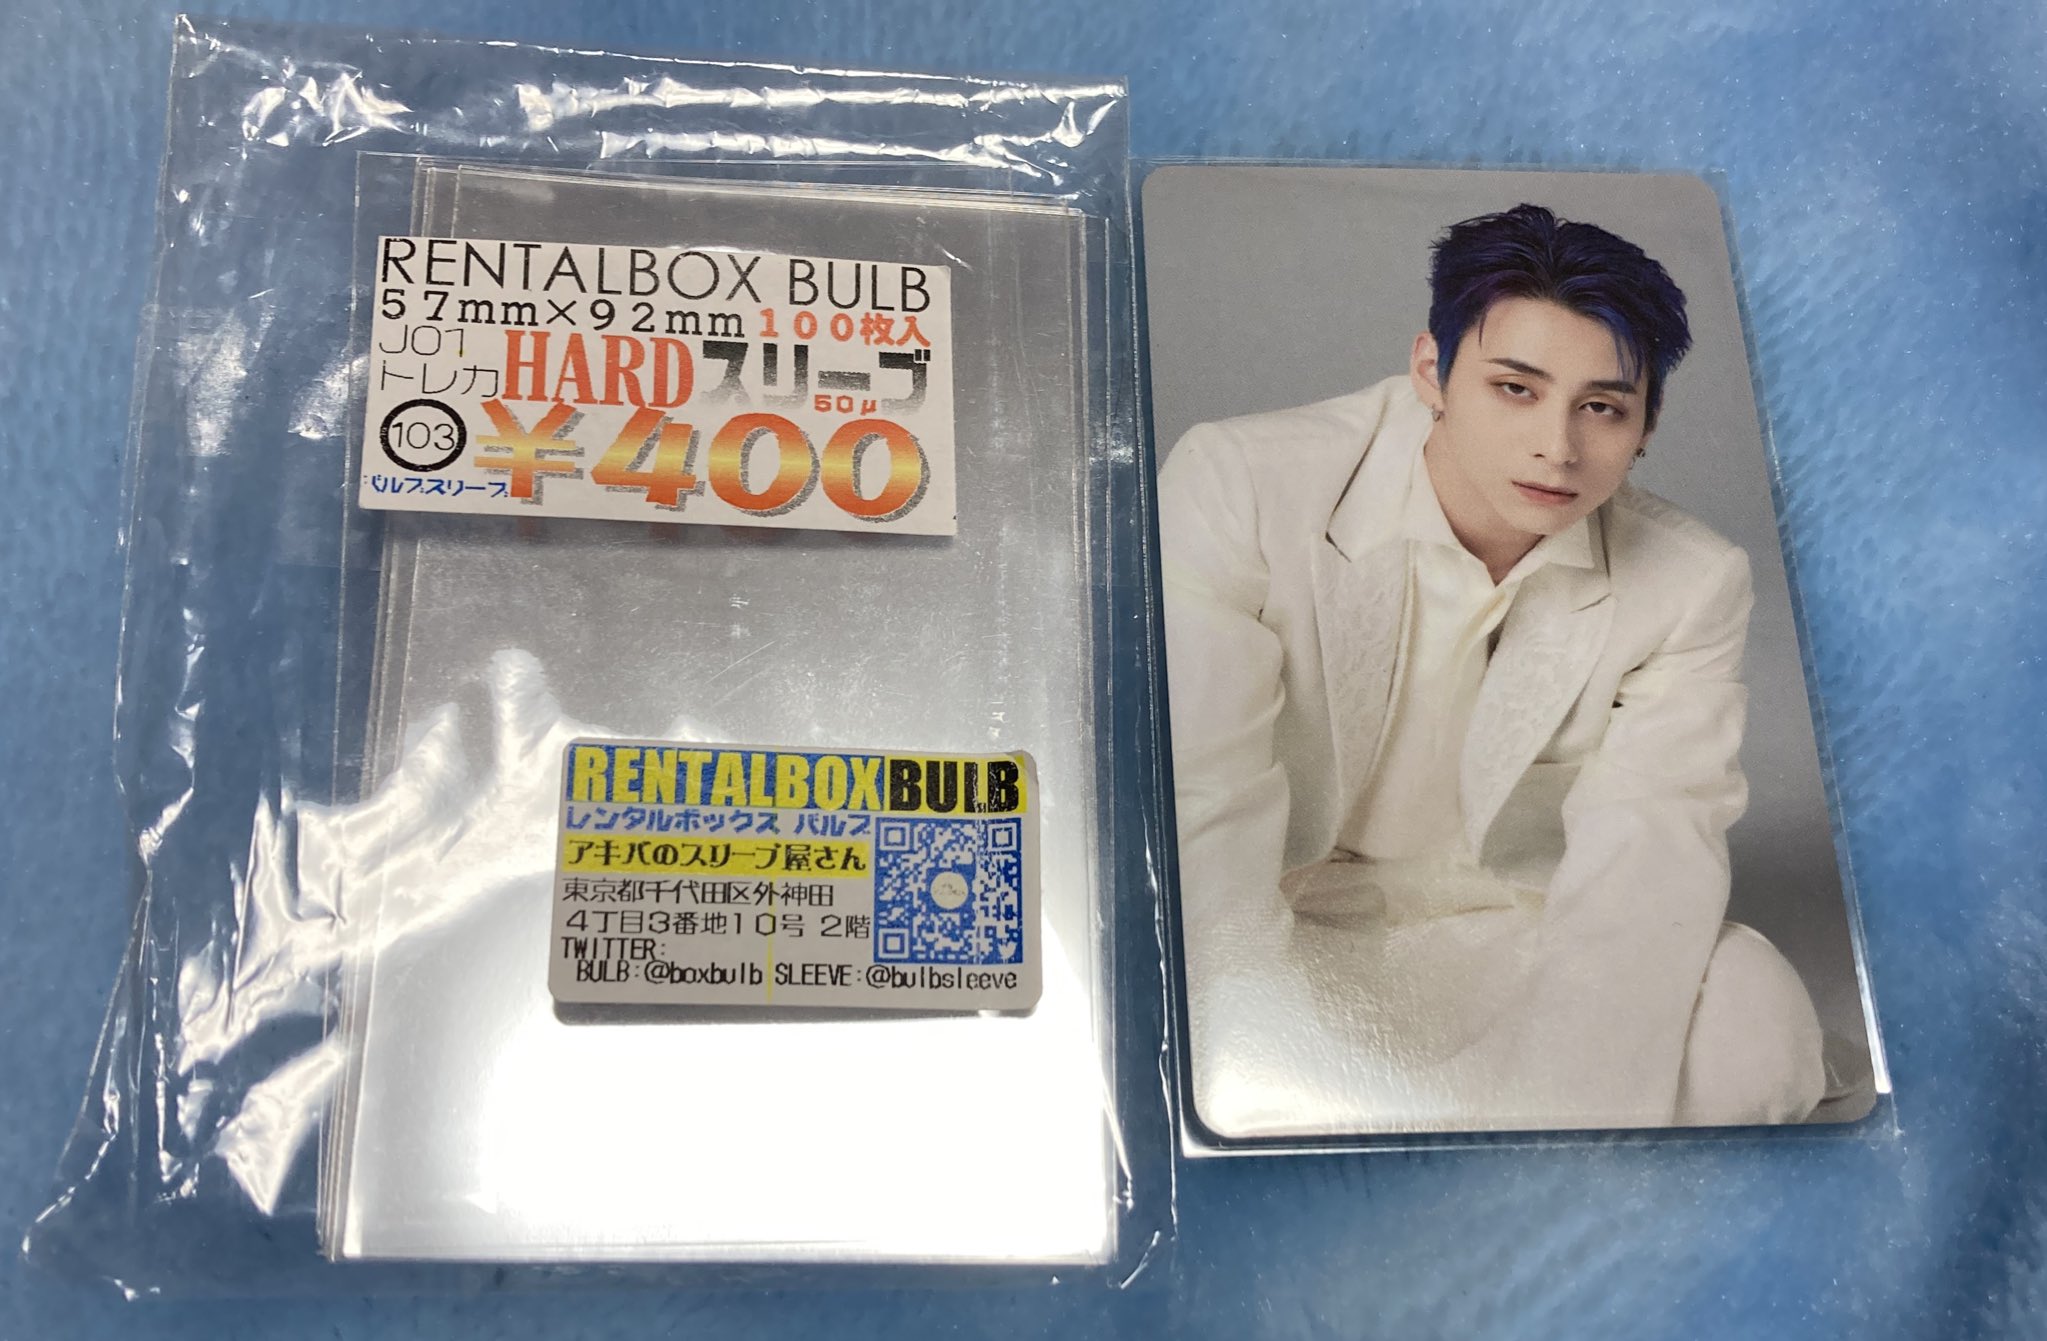 RENTALBOX BULB
57mm×92mm 100枚入
JO1
トレカ HARDスリーブ
50μ
103 ¥400
バルブスリーブ
RENTALBOXBULB
レンタルボックス バルブ
アキバのスリーブ屋さん
東京都千代田区外神田
4丁目3番地10号 2階
TWITTER:
BULB:@boxbulb SLEEVE:@bulbsleeve